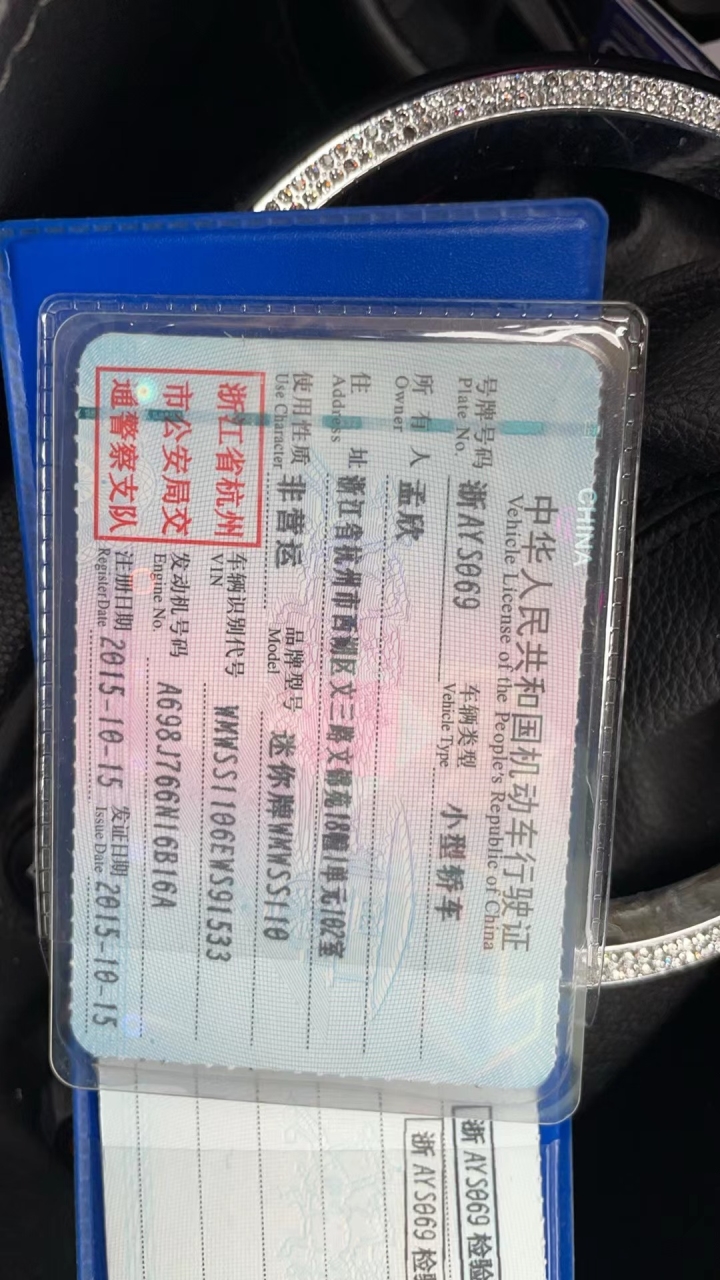 CHINA
中华人民共和国机动车行驶证
Vehicle License of the People's Republic of China
号牌号码 浙AYS069 车辆类型 小型轿车
Plate No. Vehicle Type
所有人 孟欣
Owner
住址 浙江省杭州市西湖区文三路文锦苑18幢1单元102室
Address
使用性质 非营运 品牌型号 迷你牌WMWSS110
Use Character Model
浙江省杭州
市公安局交
通警察支队
车辆识别代号 WMWSS1106EWS91533
VIN
发动机号码 A698J766N16B16A
Engine No.
注册日期 2015-10-15 发证日期 2015-10-15
Register Date Issue Date
浙AYS069 检验
浙AYS069 检验